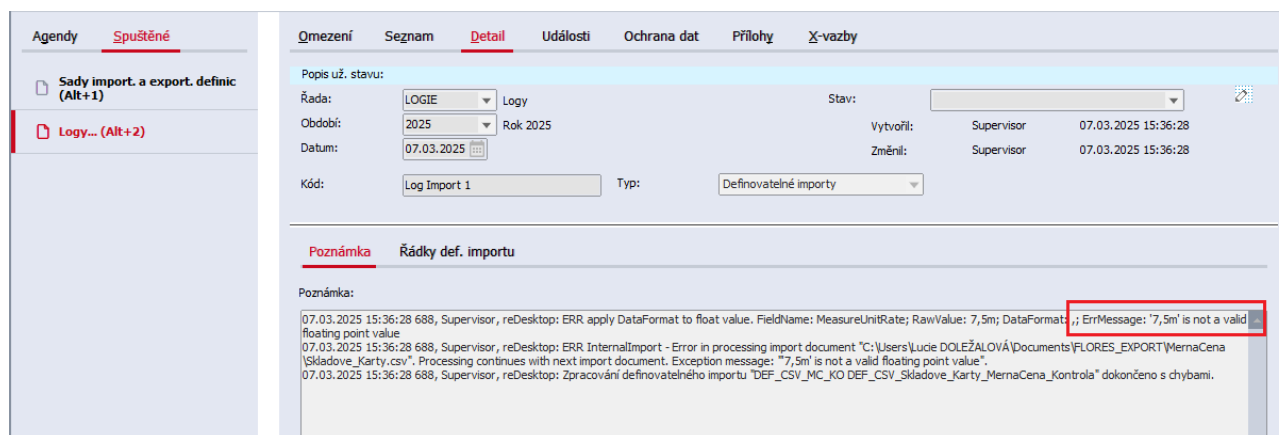 Agendy Spuštěné
Sady import. a export. definic
(Alt+1)
Logy... (Alt+2)
Omezení Seznam Detail Události Ochrana dat Přílohy X-vazby
Popis už. stavu:
Řada: LOGIE Logy Stav:
Období: 2025 Rok 2025 Vytvořil: Supervisor 07.03.2025 15:36:28
Datum: 07.03.2025 Změnil: Supervisor 07.03.2025 15:36:28
Kód: Log Import 1 Typ: Definovatelné importy
Poznámka Řádky def. importu
Poznámka:
07.03.2025 15:36:28 688, Supervisor, reDesktop: ERR apply DataFormat to float value. FieldName: MeasureUnitRate; RawValue: 7,5m; DataFormat: ,; ErrMessage: '7,5m' is not a valid
floating point value
07.03.2025 15:36:28 688, Supervisor, reDesktop: ERR InternalImport - Error in processing import document "C:\Users\Lucie DOLEŽALOVÁ\Documents\FLORES_EXPORT\MernaCena
\Skladove_Karty.csv". Processing continues with next import document. Exception message: "'7,5m' is not a valid floating point value".
07.03.2025 15:36:28 688, Supervisor, reDesktop: Zpracování definovatelného importu "DEF_CSV_MC_KO DEF_CSV_Skladove_Karty_MernaCena_Kontrola" dokončeno s chybami.